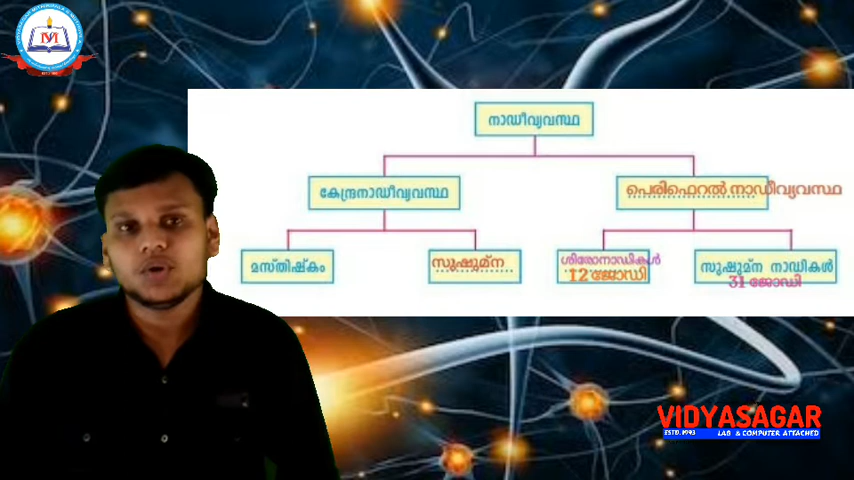 നാഡീവ്യവസ്ഥ
കേന്ദ്രനാഡീവ്യവസ്ഥ
പെരിഫെറൽ നാഡീവ്യവസ്ഥ
മസ്തിഷ്കം
സുഷുമ്ന
ശിരോനാഡികൾ
12 ജോഡി
സുഷുമ്ന നാഡികൾ
31 ജോഡി
VIDYASAGAR
ESTD.1993 LAB & COMPUTER ATTACHED